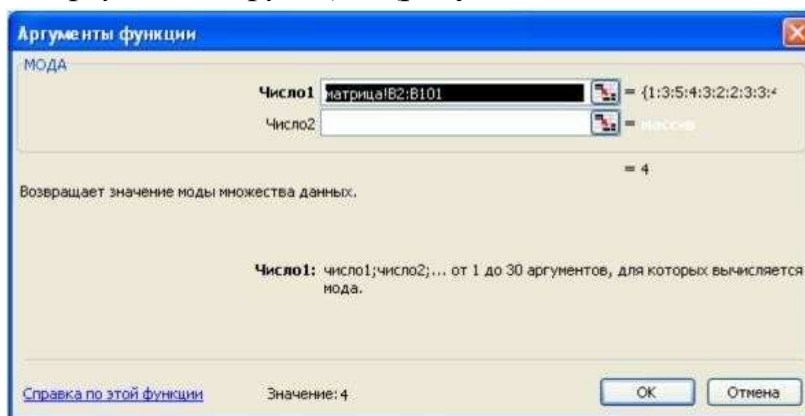 Аргументы функции
МОДА
Число1 матрица!B2:B101 = {1:3:5:4:3:2:2:3:3:4
Число2 = массив
= 4
Возвращает значение моды множества данных.
Число1: число1;число2;... от 1 до 30 аргументов, для которых вычисляется
мода.
Справка по этой функции Значение: 4 ОК Отмена